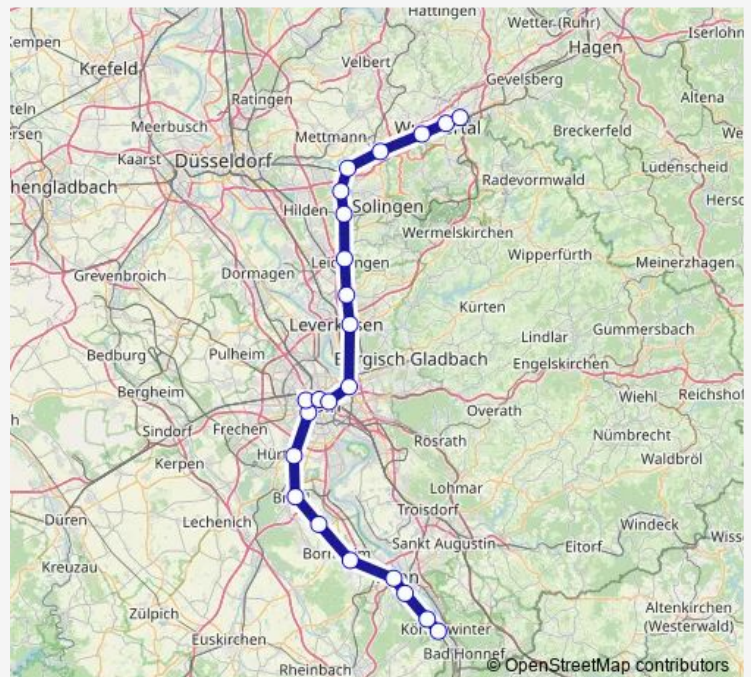 Hattingen
Wetter (Ruhr)
Iserlohn
Kempen
Krefeld
Velbert
Hagen
Gevelsberg
Ratingen
Altena
Meerbusch
Mettmann
Breckerfeld
Kaarst
Düsseldorf
Lüdenscheid
Radevormwald
hengladbach
Hilden
Solingen
Wermelskirchen
Wipperfürth
Meinerzhagen
Grevenbroich
Dormagen
Kürten
Gummersbach
Lindlar
Bedburg
Pulheim
Engelskirchen
Bergheim
Wiehl
Reichshof
Overath
Sindorf
Frechen
Rösrath
Nümbrecht
Kerpen
Waldbröl
Lohmar
Düren
Lechenich
Troisdorf
Windeck
Sankt Augustin
Eitorf
Kreuzau
Zülpich
Altenkirchen
(Westerwald)
Euskirchen
Bad Honnef
Rheinbach
© OpenStreetMap contributors